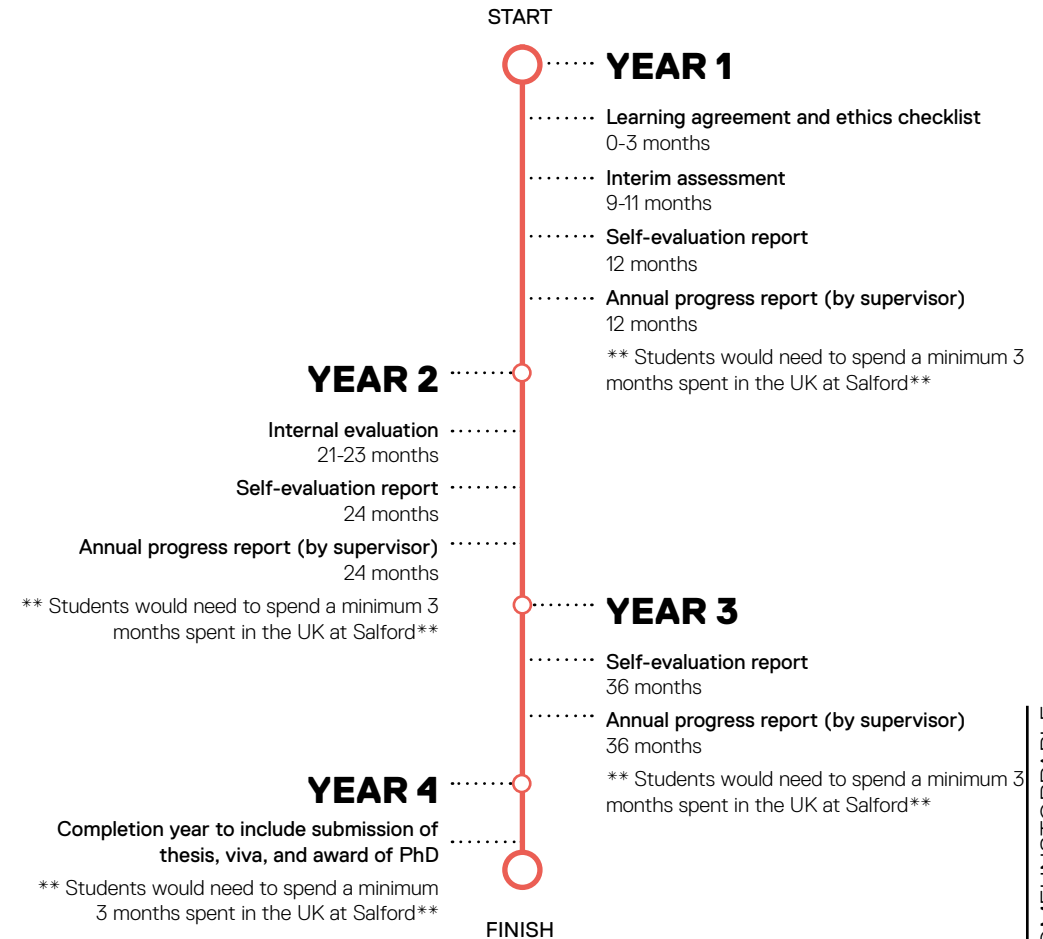 START
YEAR 1
Learning agreement and ethics checklist
0-3 months
Interim assessment
9-11 months
Self-evaluation report
12 months
Annual progress report (by supervisor)
12 months
** Students would need to spend a minimum 3
months spent in the UK at Salford**
YEAR 2
Internal evaluation
21-23 months
Self-evaluation report
24 months
Annual progress report (by supervisor)
24 months
** Students would need to spend a minimum 3
months spent in the UK at Salford**
YEAR 3
Self-evaluation report
36 months
Annual progress report (by supervisor)
36 months
** Students would need to spend a minimum 3
months spent in the UK at Salford**
YEAR 4
Completion year to include submission of
thesis, viva, and award of PhD
** Students would need to spend a minimum
3 months spent in the UK at Salford**
FINISH